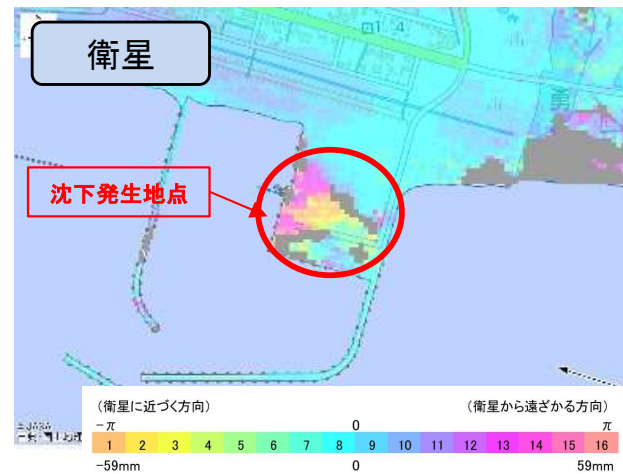 衛星
勇
沈下発生地点
（衛星に近づく方向） （衛星から遠ざかる方向）
-π 0 π
1 2 3 4 5 6 7 8 9 10 11 12 13 14 15 16
-59mm 0 59mm